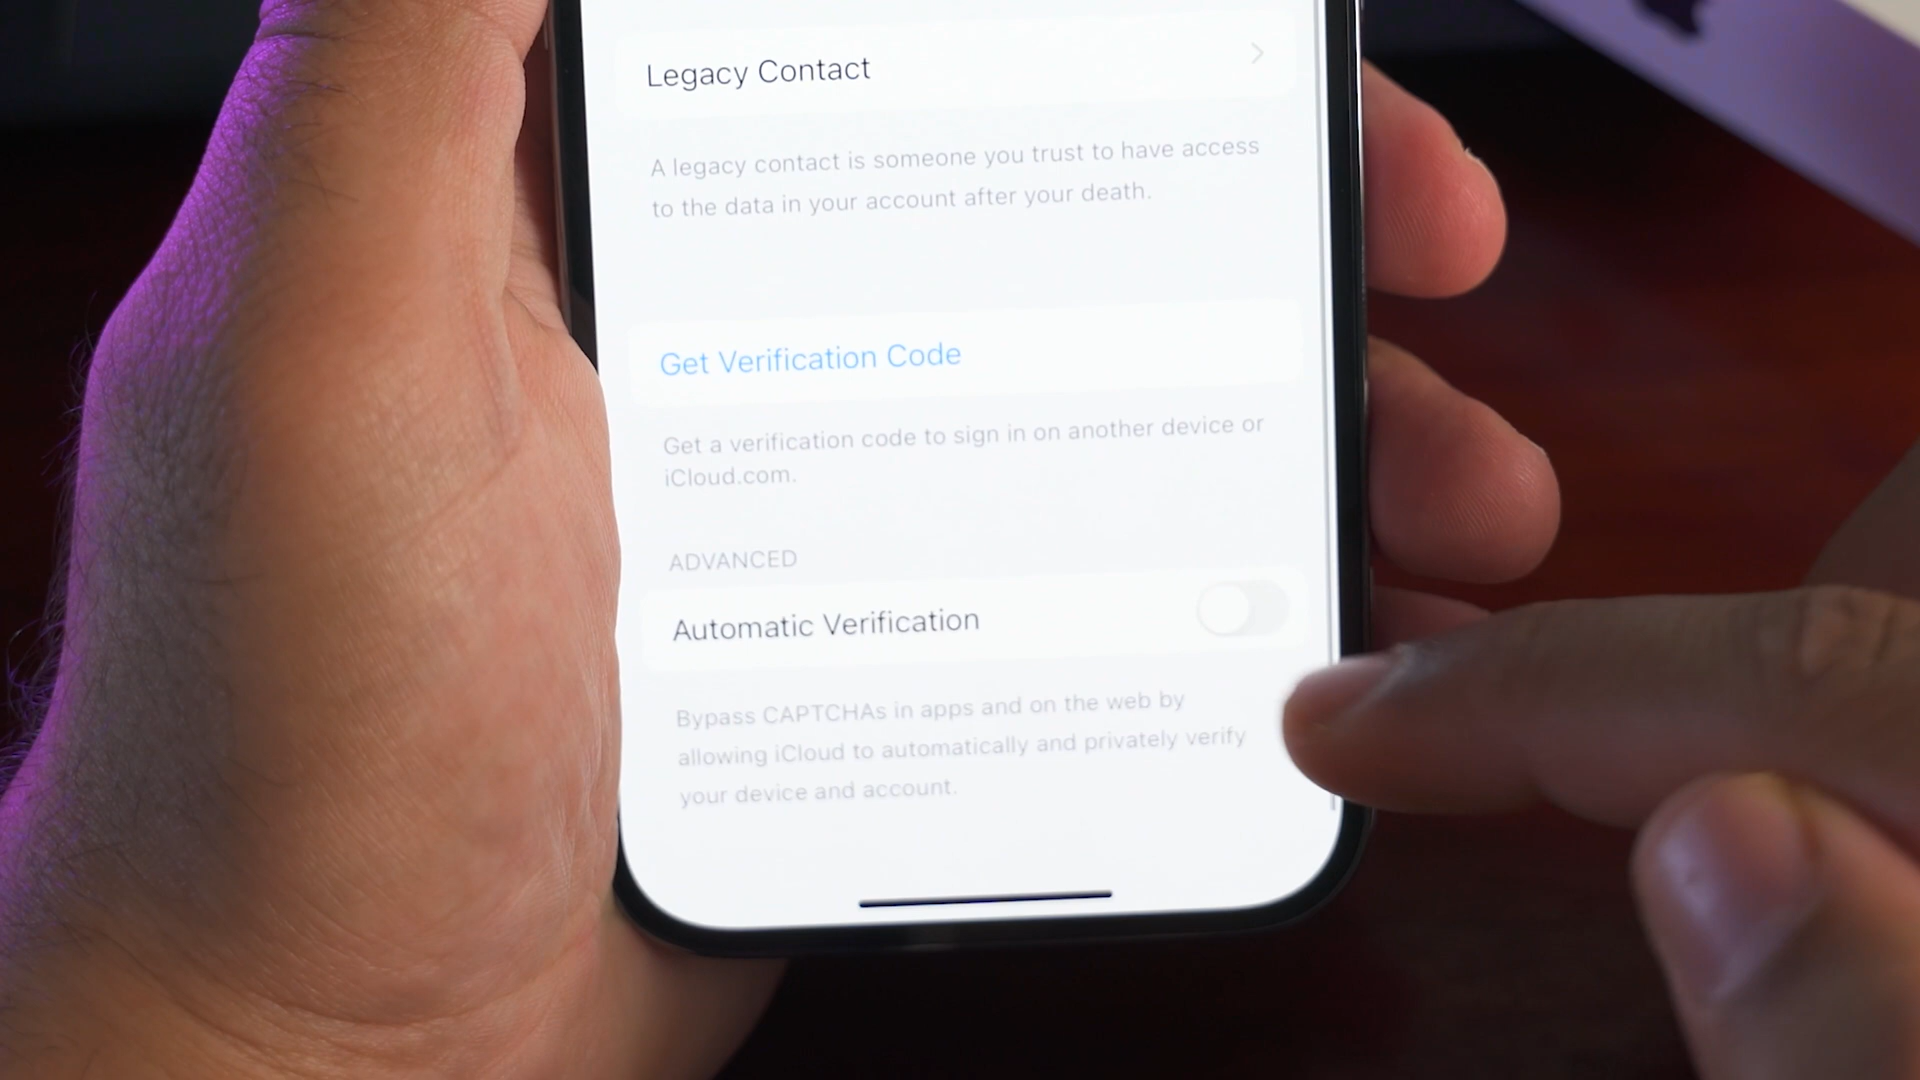 Legacy Contact
A legacy contact is someone you trust to have access
to the data in your account after your death.
Get Verification Code
Get a verification code to sign in on another device or
iCloud.com.
ADVANCED
Automatic Verification
Bypass CAPTCHAs in apps and on the web by
allowing iCloud to automatically and privately verify
your device and account.